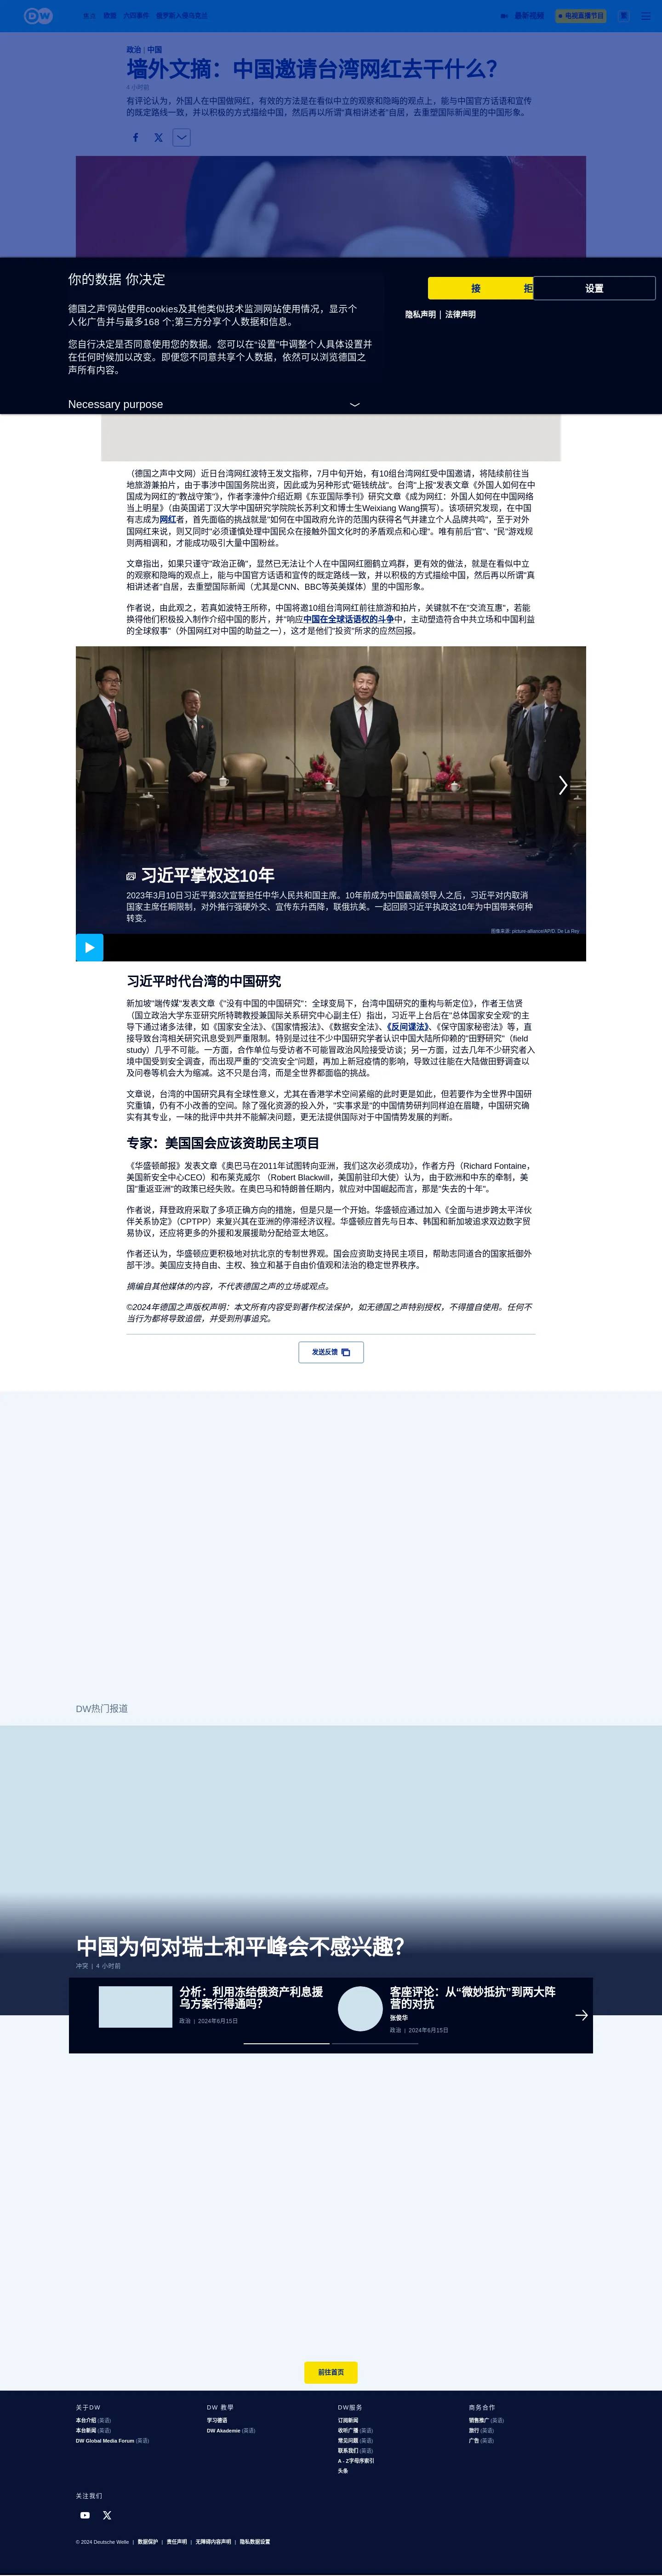 DW
德国
六四事件
俄罗斯入侵乌克兰
最新视频
电视直播节目
繁
政治 | 中国
墙外文摘：中国邀请台湾网红去干什么？
4 小时前
有评论认为，外国人在中国做网红，有效的方法是在看似中立的观察和隐晦的观点上，能与中国官方话语和宣传
的既定路线一致，并以积极的方式描绘中国，然后再以所谓"真相讲述者"自居，去重塑国际新闻里的中国形象。
你的数据 你决定
德国之声'网站使用cookies及其他类似技术监测网站使用情况，显示个
人化广告并与最多168 个;第三方分享个人数据和信息。
您自行决定是否同意使用您的数据。您可以在“设置”中调整个人具体设置并
在任何时候加以改变。即便您不同意共享个人数据，依然可以浏览德国之
声所有内容。
Necessary purpose
接
拒
设置
隐私声明 | 法律声明
（德国之声中文网）近日台湾网红波特王发文指称，7月中旬开始，有10组台湾网红受中国邀请，将陆续前往当
地旅游兼拍片，由于事涉中国国务院出资，因此或为另种形式"砸钱统战"。台湾"上报"发表文章《外国人如何在中
国成为网红的"教战守策"》，作者李濠仲介绍近期《东亚国际季刊》研究文章《成为网红：外国人如何在中国网络
当上明星》（由英国诺丁汉大学中国研究学院院长苏利文和博士生Weixiang Wang撰写）。该项研究发现，在中国
有志成为网红者，首先面临的挑战就是"如何在中国政府允许的范围内获得名气并建立个人品牌共鸣"，至于对外
国网红来说，则又同时"必须谨慎处理中国民众在接触外国文化时的矛盾观点和心理"。唯有前后"官"、"民"游戏规
则两相调和，才能成功吸引大量中国粉丝。
文章指出，如果只谨守"政治正确"，显然已无法让个人在中国网红圈鹤立鸡群，更有效的做法，就是在看似中立
的观察和隐晦的观点上，能与中国官方话语和宣传的既定路线一致，并以积极的方式描绘中国，然后再以所谓"真
相讲述者"自居，去重塑国际新闻（尤其是CNN、BBC等英美媒体）里的中国形象。
作者说，由此观之，若真如波特王所称，中国将邀10组台湾网红前往旅游和拍片，关键就不在"交流互惠"，若能
换得他们积极投入制作介绍中国的影片，并"响应中国在全球话语权的斗争中，主动塑造符合中共立场和中国利益
的全球叙事"（外国网红对中国的助益之一），这才是他们"投资"所求的应然回报。
习近平掌权这10年
2023年3月10日习近平第3次宣誓担任中华人民共和国主席。10年前成为中国最高领导人之后，习近平对内取消
国家主席任期限制，对外推行强硬外交、宣传东升西降，联俄抗美。一起回顾习近平执政这10年为中国带来何种
转变。
图像来源: picture-alliance/AP/D. De La Rey
习近平时代台湾的中国研究
新加坡"端传媒"发表文章《"没有中国的中国研究"：全球变局下，台湾中国研究的重构与新定位》，作者王信贤
（国立政治大学东亚研究所特聘教授兼国际关系研究中心副主任）指出，习近平上台后在"总体国家安全观"的主
导下通过诸多法律，如《国家安全法》、《国家情报法》、《数据安全法》、《反间谍法》、《保守国家秘密法》等，直
接导致台湾相关研究讯息受到严重限制。特别是过往不少中国研究学者认识中国大陆所仰赖的"田野研究"（field
study）几乎不可能。一方面，合作单位与受访者不可能冒政治风险接受访谈；另一方面，过去几年不少研究者入
境中国受到安全调查，而出现严重的"交流安全"问题，再加上新冠疫情的影响，导致过往能在大陆做田野调查以
及问卷等机会大为缩减。这不只是台湾，而是全世界都面临的挑战。
文章说，台湾的中国研究具有全球性意义，尤其在香港学术空间紧缩的此时更是如此，但若要作为全世界中国研
究重镇，仍有不小改善的空间。除了强化资源的投入外，"实事求是"的中国情势研判同样迫在眉睫，中国研究确
实有其专业，一味的批评中共并不能解决问题，更无法提供国际对于中国情势发展的判断。
专家：美国国会应该资助民主项目
《华盛顿邮报》发表文章《奥巴马在2011年试图转向亚洲，我们这次必须成功》，作者方丹（Richard Fontaine，
美国新安全中心CEO）和布莱克威尔 （Robert Blackwill，美国前驻印大使）认为，由于欧洲和中东的牵制，美
国"重返亚洲"的政策已经失败。在奥巴马和特朗普任期内，就应对中国崛起而言，那是"失去的十年"。
作者说，拜登政府采取了多项正确方向的措施，但是只是一个开始。华盛顿应通过加入《全面与进步跨太平洋伙
伴关系协定》（CPTPP）来复兴其在亚洲的停滞经济议程。华盛顿应首先与日本、韩国和新加坡追求双边数字贸
易协议，还应将更多的外援和发展援助分配给亚太地区。
作者还认为，华盛顿应更积极地对抗北京的专制世界观。国会应资助支持民主项目，帮助志同道合的国家抵御外
部干涉。美国应支持自由、主权、独立和基于自由价值观和法治的稳定世界秩序。
摘编自其他媒体的内容，不代表德国之声的立场或观点。
©2024年德国之声版权声明：本文所有内容受到著作权法保护，如无德国之声特别授权，不得擅自使用。任何不
当行为都将导致追偿，并受到刑事追究。
发送反馈
DW热门报道
中国为何对瑞士和平峰会不感兴趣？
冲突 | 4 小时前
分析：利用冻结俄资产利息援
乌方案行得通吗？
政治 | 2024年6月15日
客座评论：从“微妙抵抗”到两大阵
营的对抗
张俊华
政治 | 2024年6月15日
前往首页
关于DW
本台介绍 (英语)
本台新闻 (英语)
DW Global Media Forum (英语)
DW 教學
学习德语
DW Akademie (英语)
DW服务
订阅新闻
收听广播 (英语)
常见问题 (英语)
联系我们 (英语)
A - Z字母序索引
头条
商务合作
销售推广 (英语)
旅行 (英语)
广告 (英语)
关注我们
© 2024 Deutsche Welle | 数据保护 | 责任声明 | 无障碍内容声明 | 隐私数据设置